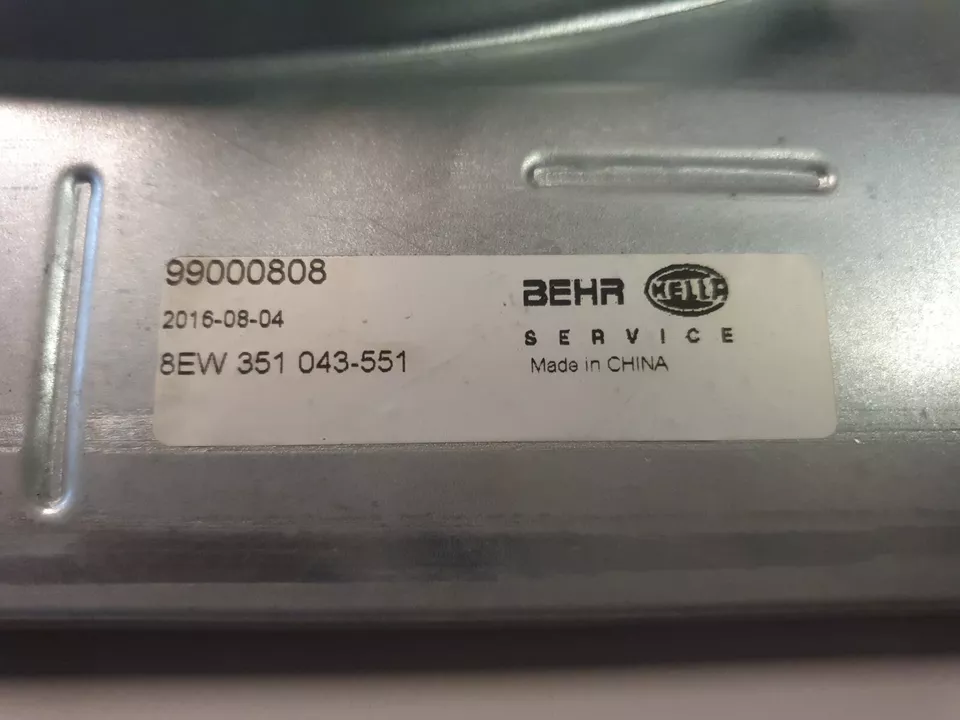 99000808
2016-08-04
8EW 351 043-551
BEHR HELLA
SERVICE
Made in CHINA